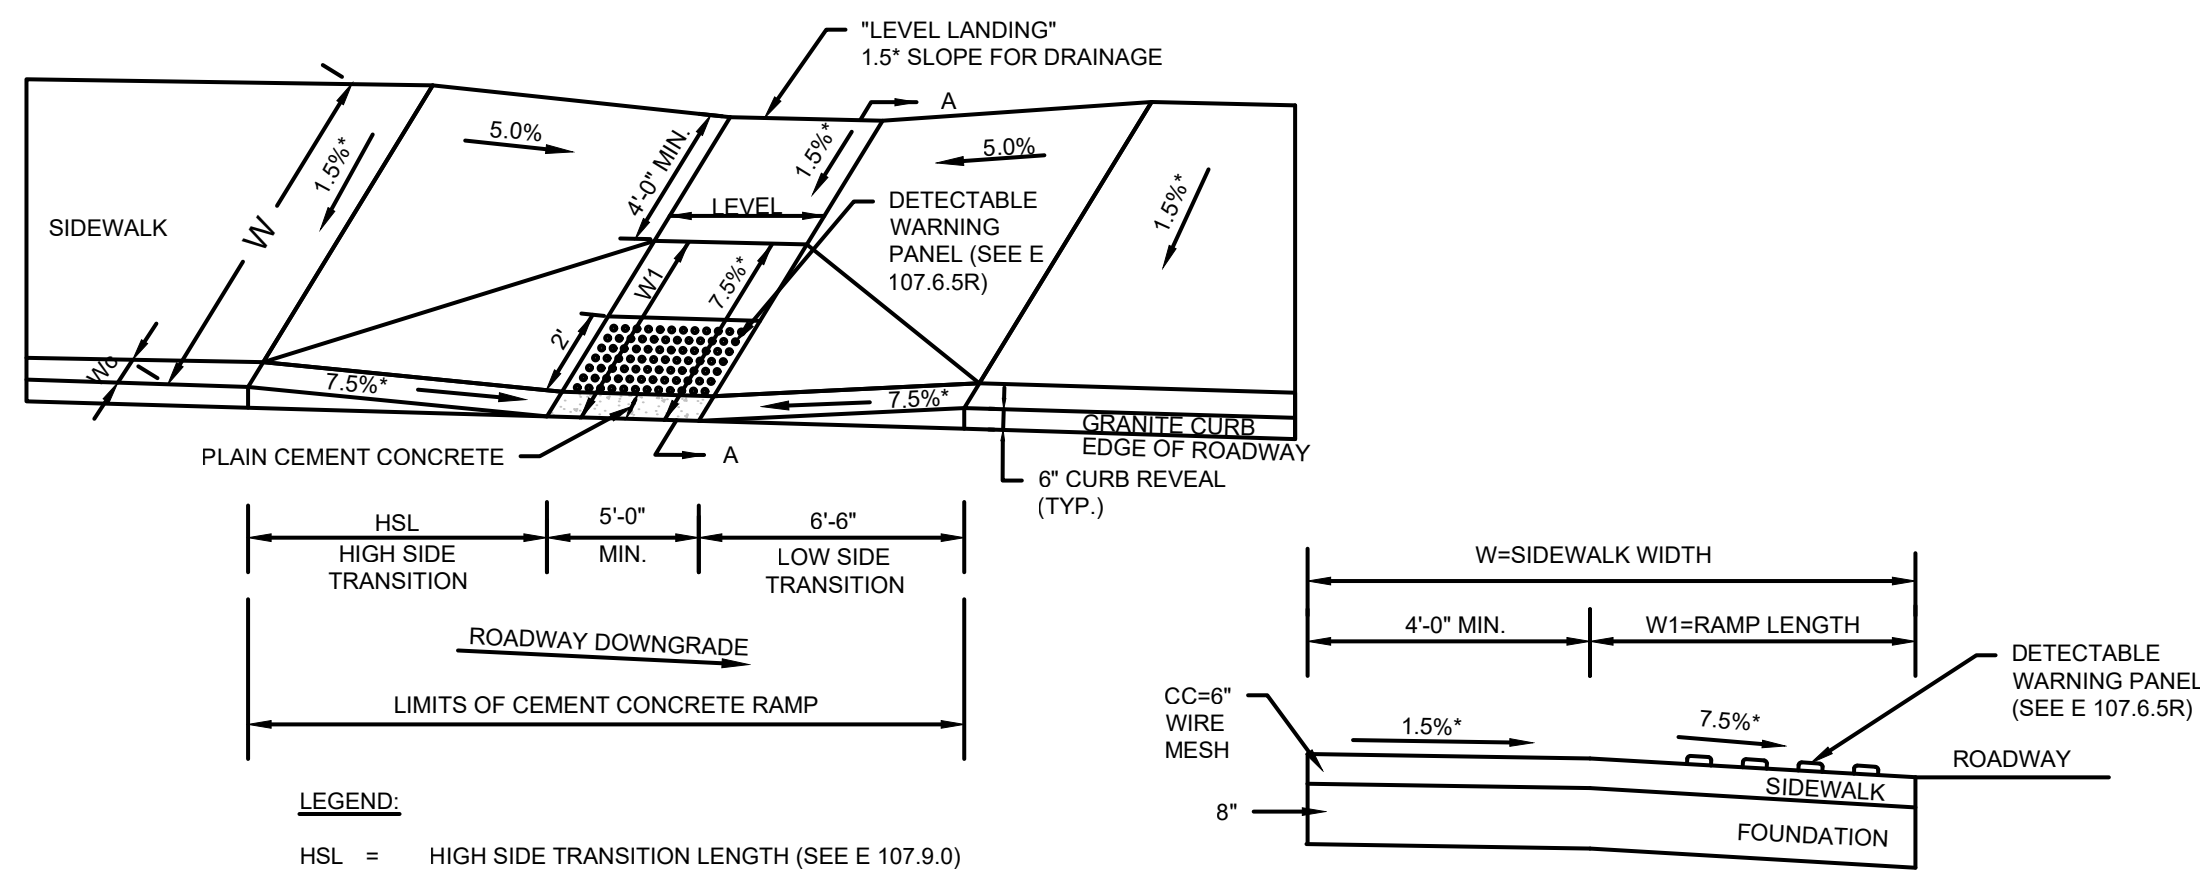 "LEVEL LANDING"
1.5* SLOPE FOR DRAINAGE
A
5.0%
1.5%*
4'-0" MIN.
1.5%*
5.0%
1.5%*
SIDEWALK
W
LEVEL
DETECTABLE
WARNING
PANEL (SEE E
107.6.5R)
W1
7.5%*
2'
Wc
7.5%*
7.5%*
GRANITE CURB
EDGE OF ROADWAY
PLAIN CEMENT CONCRETE
A
6" CURB REVEAL
(TYP.)
HSL
HIGH SIDE
TRANSITION
5'-0"
MIN.
6'-6"
LOW SIDE
TRANSITION
ROADWAY DOWNGRADE
LIMITS OF CEMENT CONCRETE RAMP
LEGEND:
HSL = HIGH SIDE TRANSITION LENGTH (SEE E 107.9.0)
W=SIDEWALK WIDTH
4'-0" MIN.
W1=RAMP LENGTH
DETECTABLE
WARNING PANEL
(SEE E 107.6.5R)
CC=6"
WIRE
MESH
1.5%*
7.5%*
ROADWAY
SIDEWALK
8"
FOUNDATION